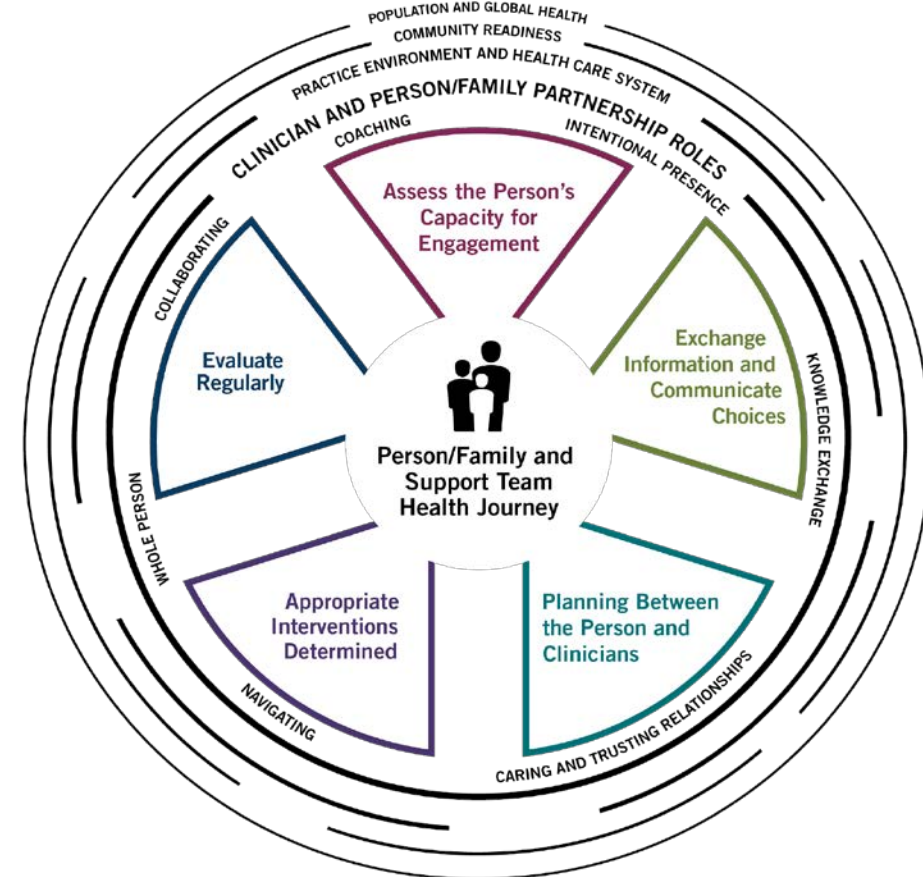 POPULATION AND GLOBAL HEALTH
COMMUNITY READINESS
PRACTICE ENVIRONMENT AND HEALTH CARE SYSTEM
CLINICIAN AND PERSON/FAMILY PARTNERSHIP ROLES
COACHING
INTENTIONAL PRESENCE
Assess the Person's
Capacity for
Engagement
COLLABORATING
Evaluate
Regularly
Exchange
Information and
Communicate
Choices
KNOWLEDGE EXCHANGE
Person/Family and
Support Team
Health Journey
WHOLE PERSON
Appropriate
Interventions
Determined
Planning Between
the Person and
Clinicians
NAVIGATING
CARING AND TRUSTING RELATIONSHIPS